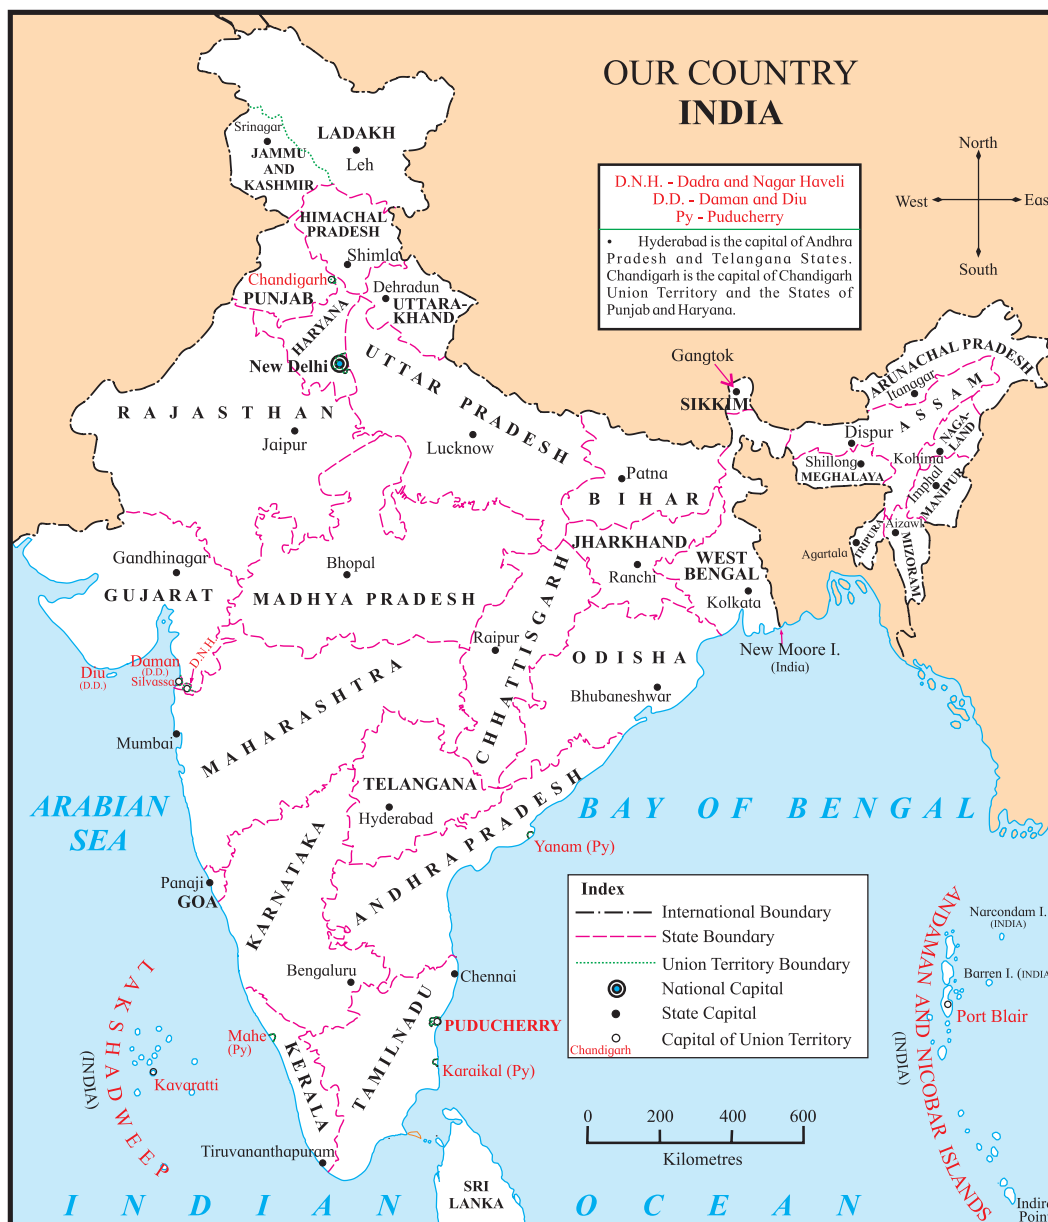 OUR COUNTRY
INDIA
North
West
East
South
D.N.H. - Dadra and Nagar Haveli
D.D. - Daman and Diu
Py - Puducherry
• Hyderabad is the capital of Andhra
Pradesh and Telangana States.
Chandigarh is the capital of Chandigarh
Union Territory and the States of
Punjab and Haryana.
Srinagar
LADAKH
Leh
JAMMU
AND
KASHMIR
HIMACHAL
PRADESH
Shimla
Chandigarh
PUNJAB
Dehradun
UTTARA-
KHAND
HARYANA
New Delhi
UTTAR PRADESH
RAJASTHAN
Jaipur
Lucknow
Gangtok
SIKKIM
ARUNACHAL PRADESH
Itanagar
ASSAM
Dispur
NAGA-
LAND
Kohima
Shillong
MEGHALAYA
Imphal
MANIPUR
Patna
BIHAR
Aizawl
TRIPURA
Agartala
MIZORAM
JHARKHAND
Ranchi
WEST
BENGAL
Kolkata
Gandhinagar
GUJARAT
Bhopal
MADHYA PRADESH
CHHATTISGARH
Raipur
ODISHA
Bhubaneshwar
New Moore I.
(India)
D.N.H.
Daman
(D.D.)
Silvassa
Diu
(D.D.)
MAHARASHTRA
Mumbai
TELANGANA
Hyderabad
ARABIAN
SEA
BAY OF BENGAL
ANDHRA PRADESH
Yanam (Py)
KARNATAKA
Panaji
GOA
Index
International Boundary
State Boundary
Union Territory Boundary
National Capital
State Capital
Chandigarh
Capital of Union Territory
Narcondam I.
(INDIA)
Barren I. (INDIA
Port Blair
ANDAMAN AND NICOBAR ISLANDS
(INDIA)
Bengaluru
Chennai
PUDUCHERRY
Mahe
(Py)
Karaikal (Py)
TAMILNADU
KERALA
LAKSHADWEEP
(INDIA)
Kavaratti
Tiruvananthapuram
0 200 400 600
Kilometres
SRI
LANKA
Indira
Point
INDIAN OCEAN